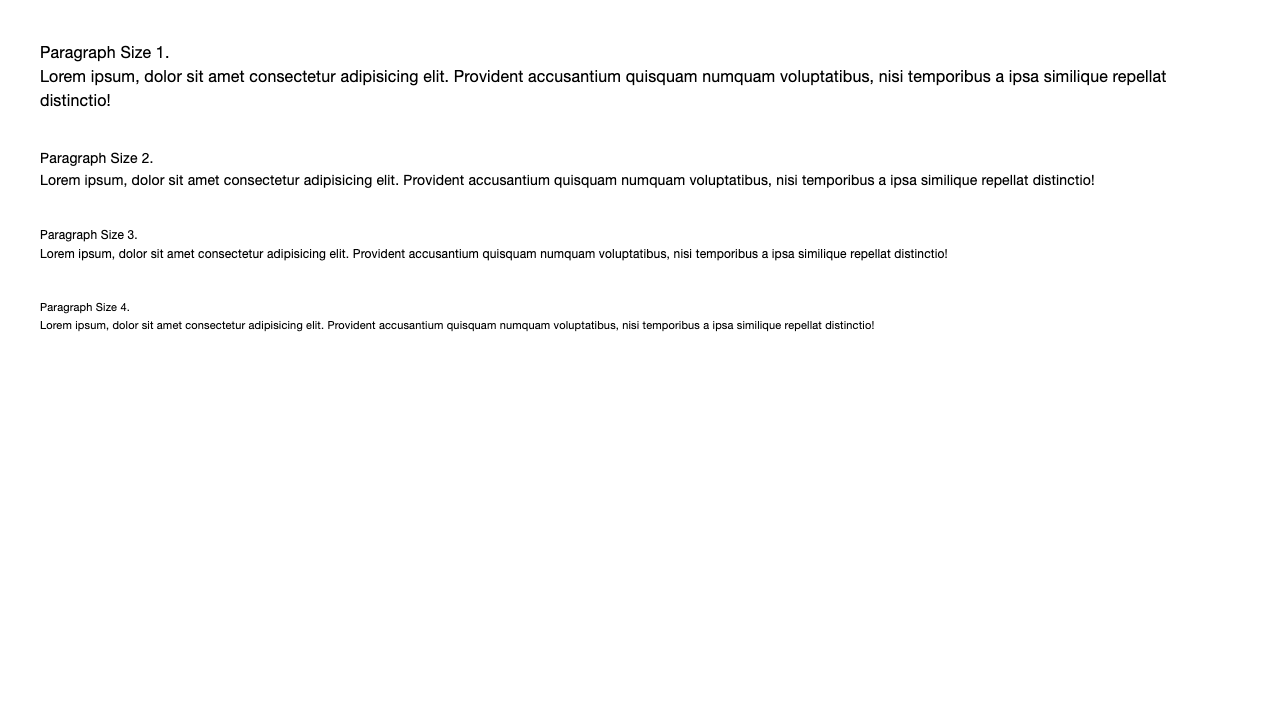 Paragraph Size 1.
Lorem ipsum, dolor sit amet consectetur adipisicing elit. Provident accusantium quisquam numquam voluptatibus, nisi temporibus a ipsa similique repellat
distinctio!
Paragraph Size 2.
Lorem ipsum, dolor sit amet consectetur adipisicing elit. Provident accusantium quisquam numquam voluptatibus, nisi temporibus a ipsa similique repellat distinctio!
Paragraph Size 3.
Lorem ipsum, dolor sit amet consectetur adipisicing elit. Provident accusantium quisquam numquam voluptatibus, nisi temporibus a ipsa similique repellat distinctio!
Paragraph Size 4.
Lorem ipsum, dolor sit amet consectetur adipisicing elit. Provident accusantium quisquam numquam voluptatibus, nisi temporibus a ipsa similique repellat distinctio!